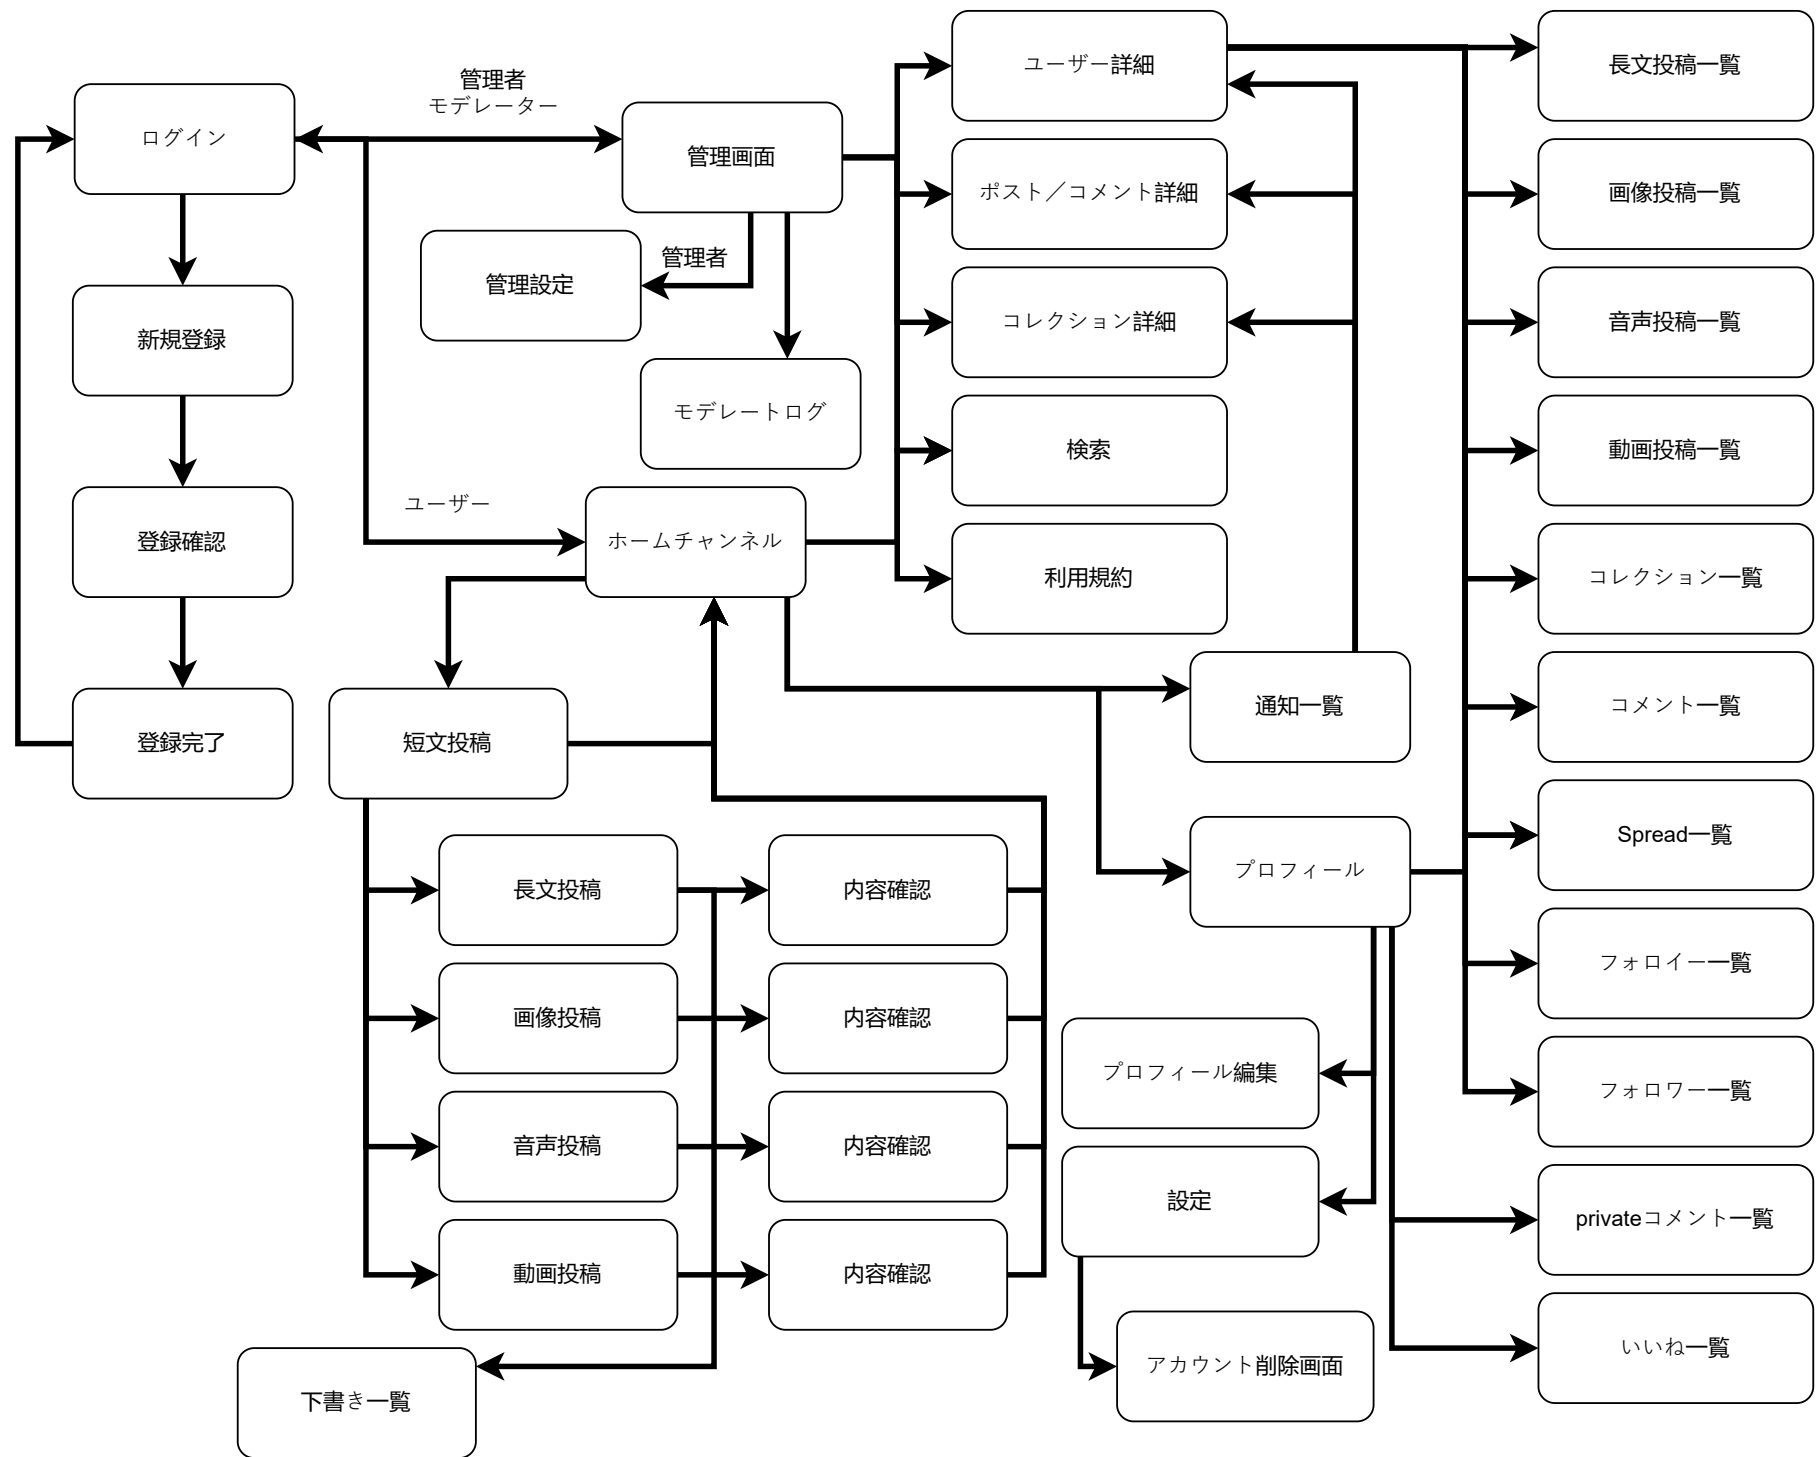 管理者
モデレーター
ログイン
管理画面
新規登録
登録確認
登録完了
管理者
管理設定
モデレートログ
ユーザー
ホームチャンネル
短文投稿
長文投稿
内容確認
画像投稿
内容確認
音声投稿
内容確認
動画投稿
内容確認
下書き一覧
ユーザー詳細
ポスト／コメント詳細
コレクション詳細
検索
利用規約
通知一覧
プロフィール
プロフィール編集
設定
アカウント削除画面
長文投稿一覧
画像投稿一覧
音声投稿一覧
動画投稿一覧
コレクション一覧
コメント一覧
Spread一覧
フォロイー一覧
フォロワー一覧
privateコメント一覧
いいね一覧